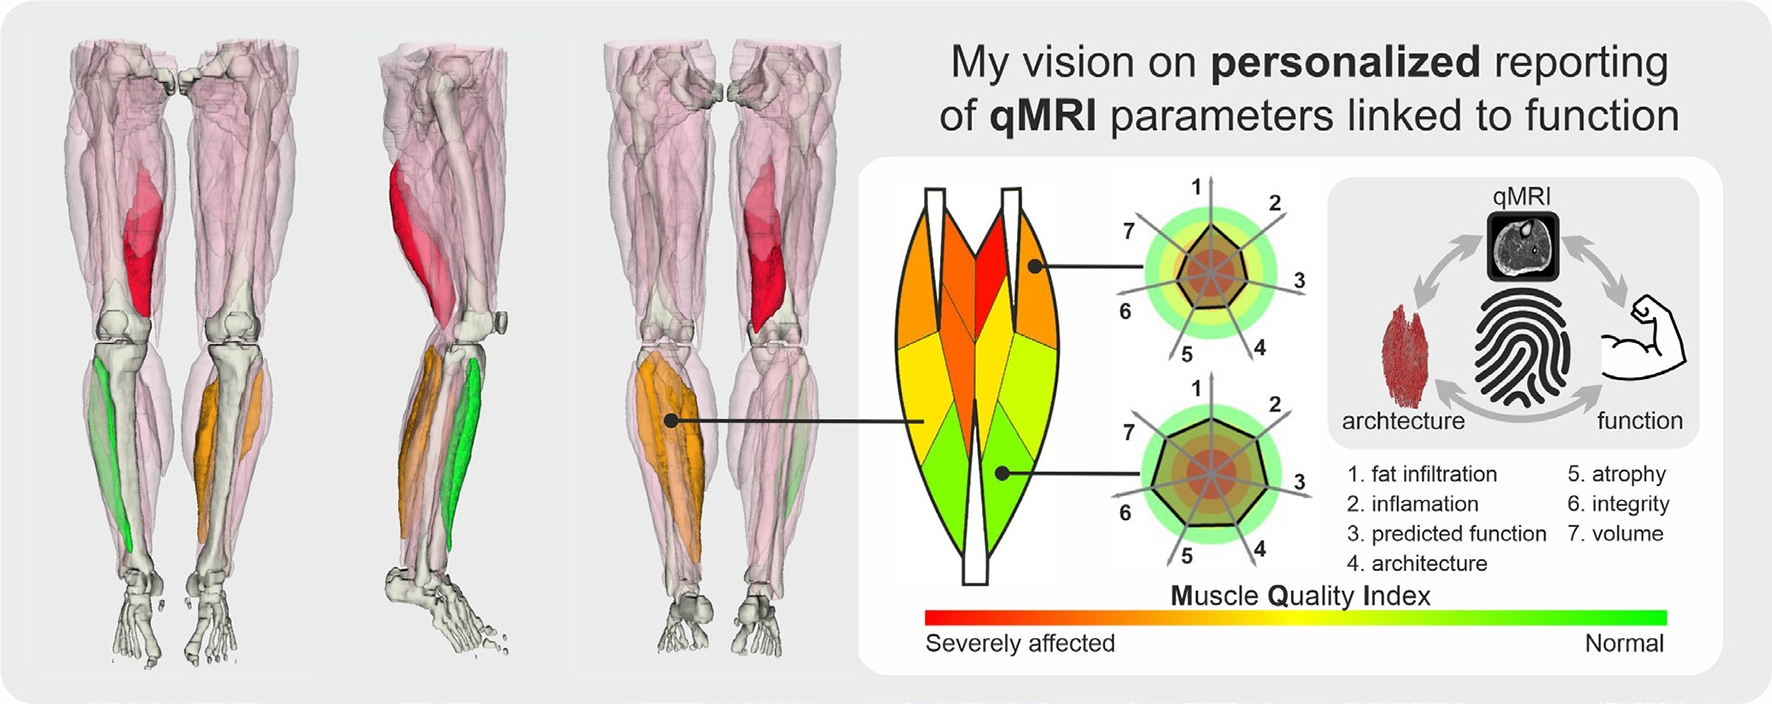 My vision on personalized reporting
of qMRI parameters linked to function
1
2
3
4
5
6
7
1
2
3
4
5
6
7
qMRI
archtecture
function
1. fat infiltration
2. inflamation
3. predicted function
4. architecture
5. atrophy
6. integrity
7. volume
Muscle Quality Index
Severely affected
Normal